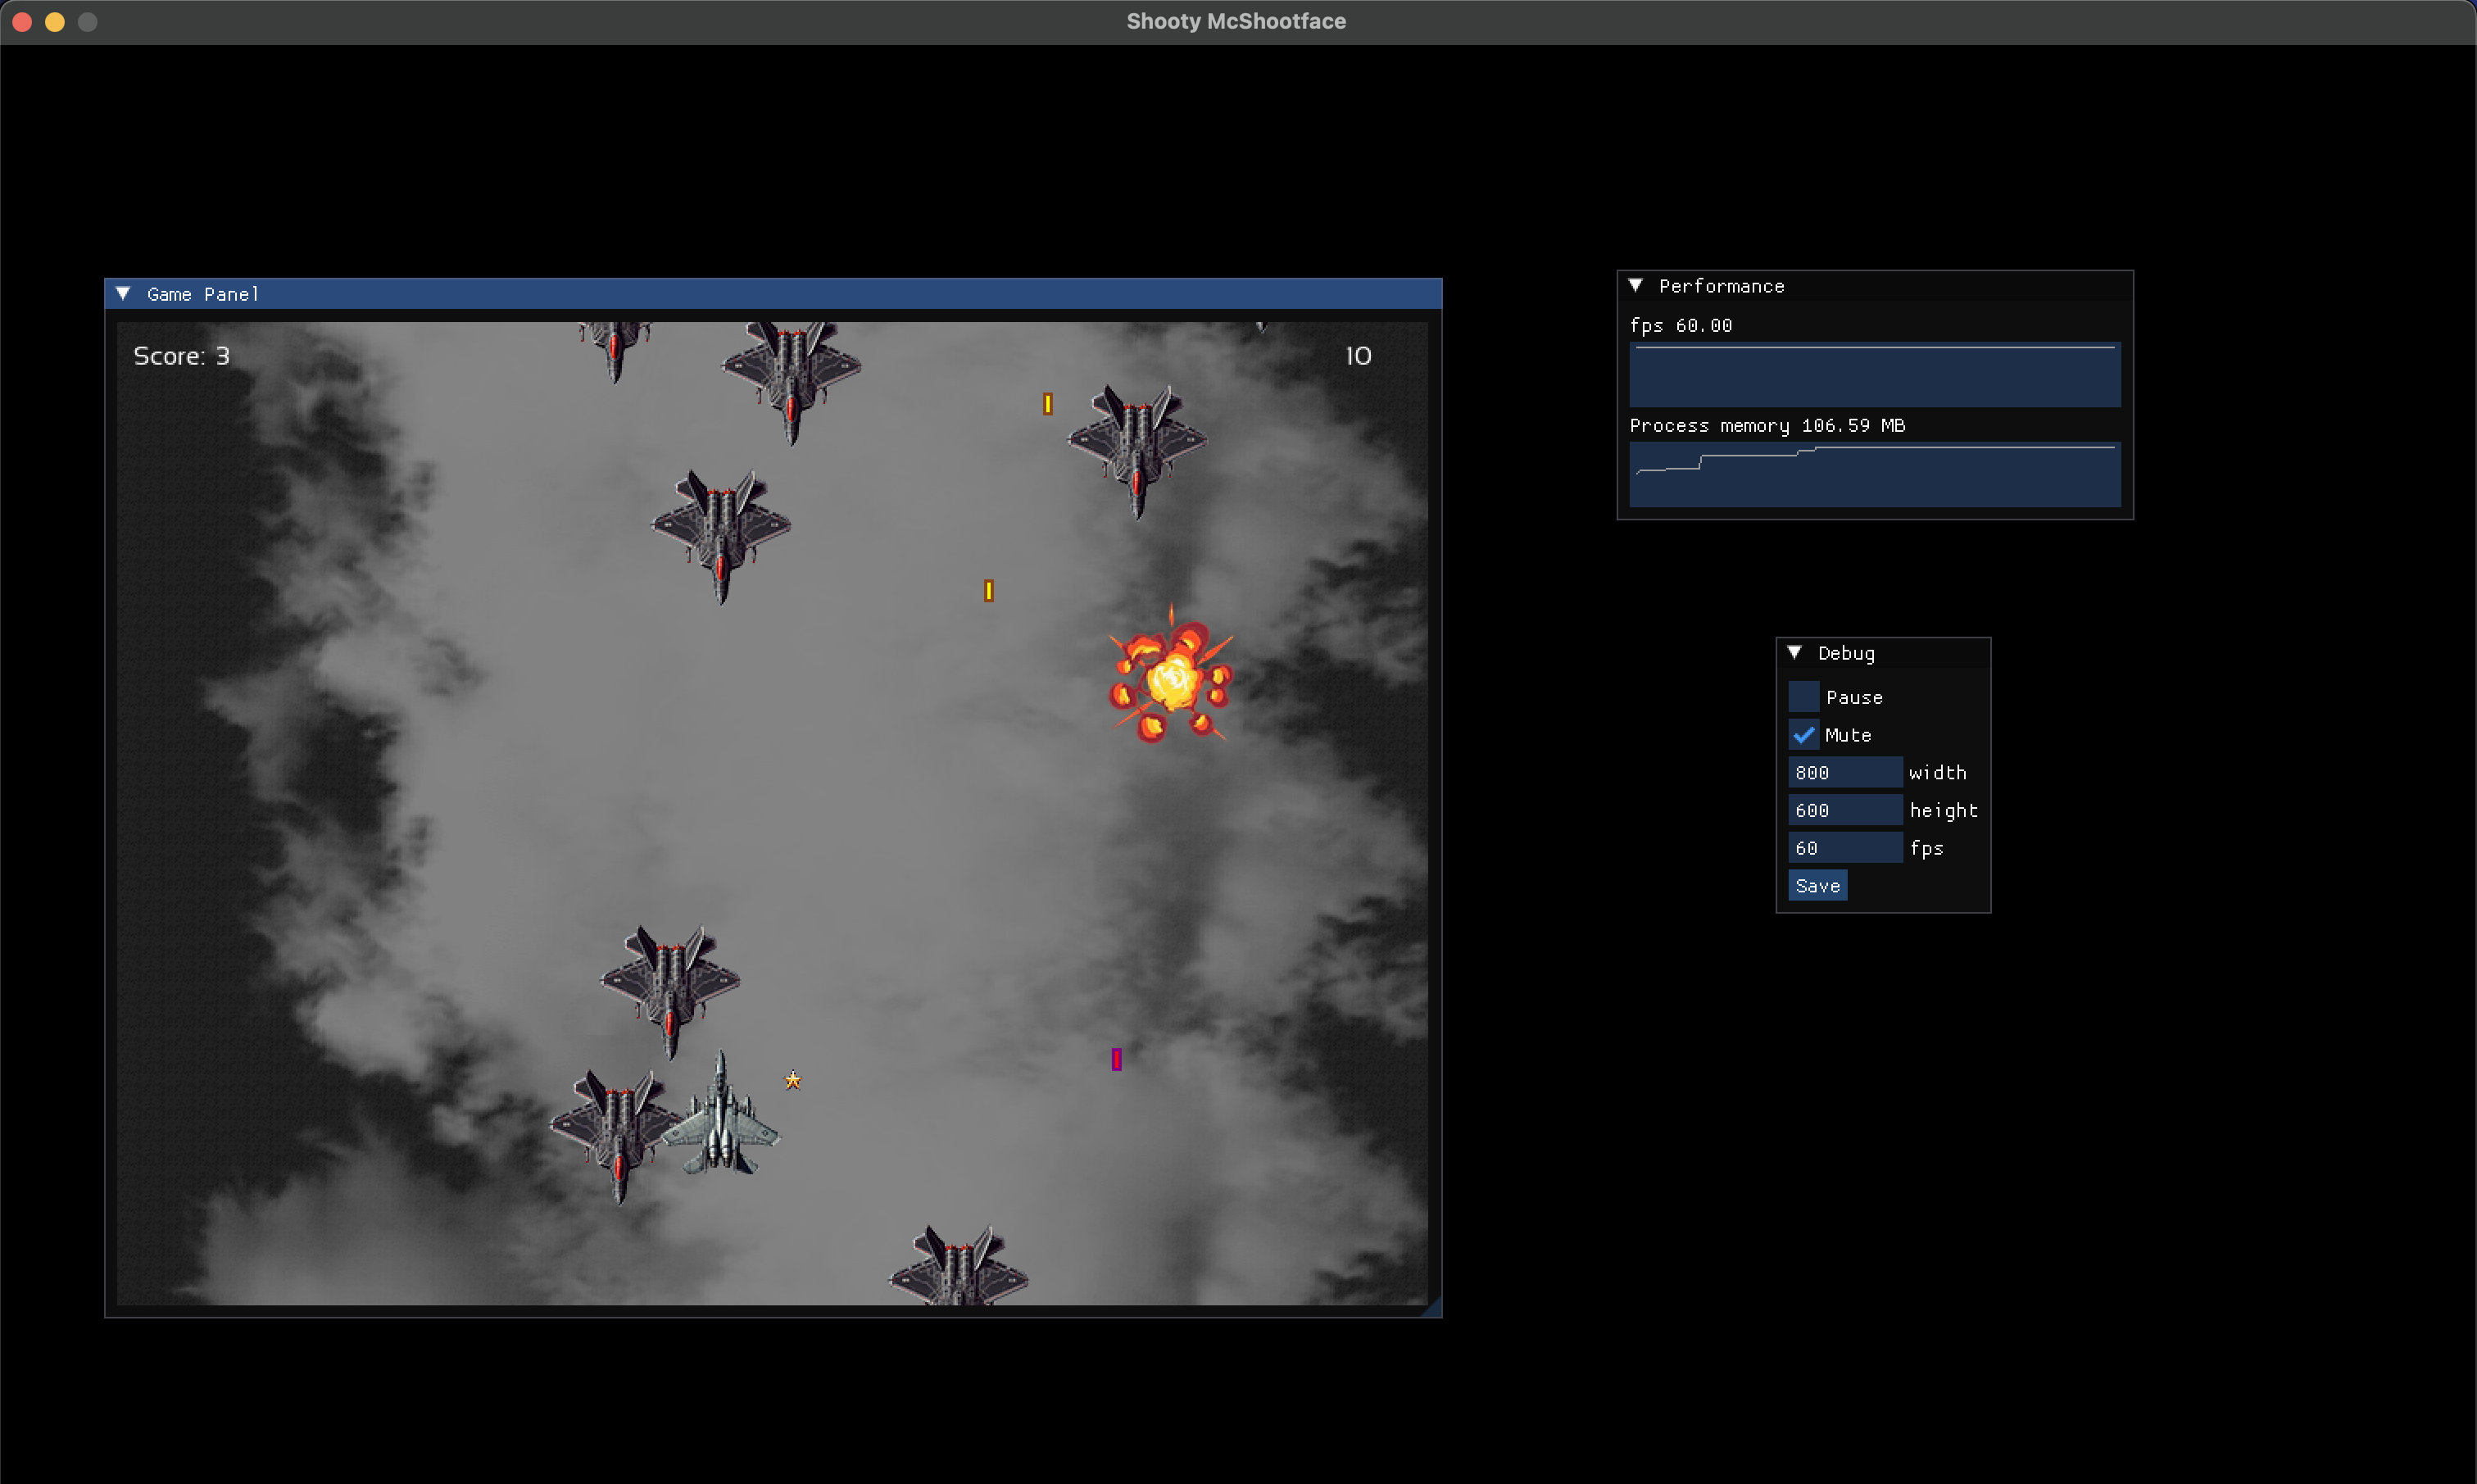 Shooty McShootface
Game Panel
Score: 3
10
Performance
fps 60.00
Process memory 106.59 MB
Debug
Pause
Mute
800 width
600 height
60 fps
Save